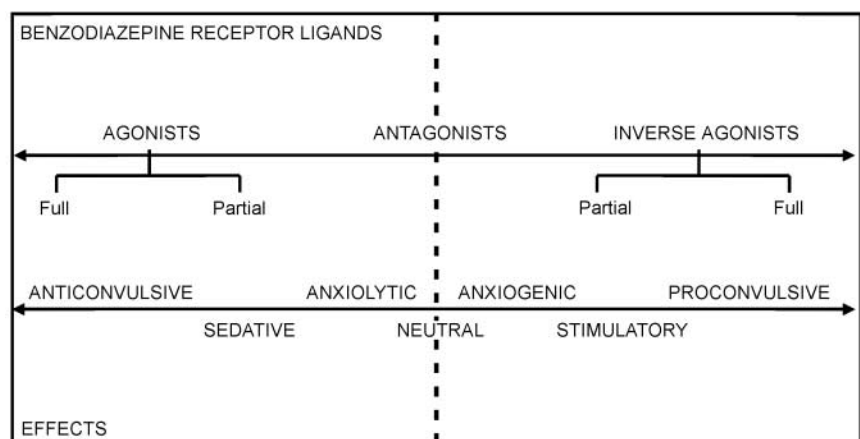 BENZODIAZEPINE RECEPTOR LIGANDS
AGONISTS ANTAGONISTS INVERSE AGONISTS
Full Partial Partial Full
ANTICONVULSIVE ANXIOLYTIC ANXIOGENIC PROCONVULSIVE
SEDATIVE NEUTRAL STIMULATORY
EFFECTS